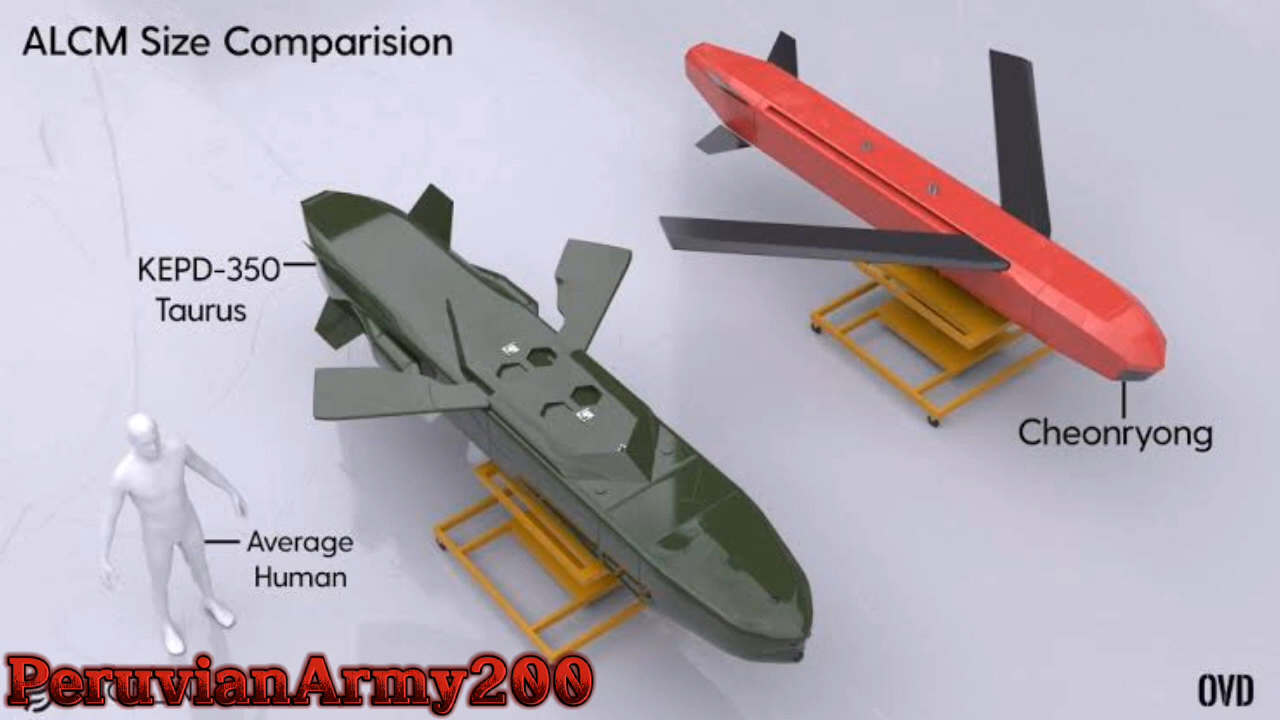 ALCM Size Comparision
KEPD-350
Taurus
Cheonryong
Average
Human
PeruvianArmy200
OVD